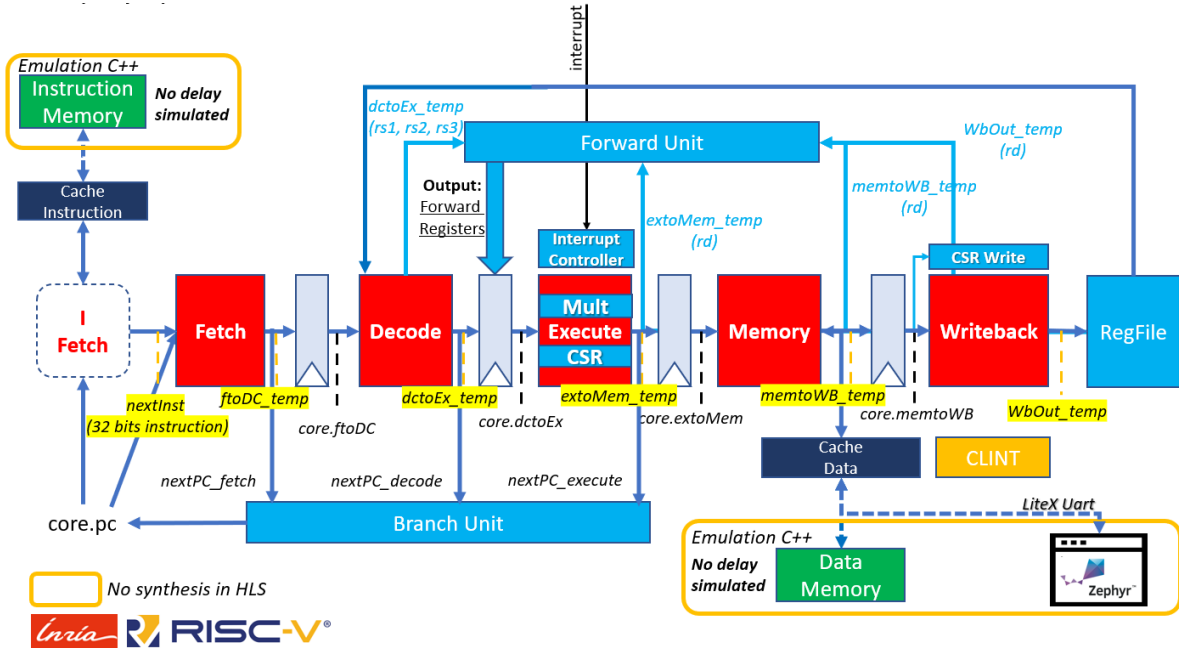 Emulation C++
Instruction
Memory
No delay
simulated
Cache
Instruction
I
Fetch
interrupt
dctoEx_temp
(rs1, rs2, rs3)
Forward Unit
WbOut_temp
(rd)
memtoWB_temp
(rd)
Output:
Forward
Registers
extoMem_temp
(rd)
Interrupt
Controller
CSR Write
Fetch
Decode
Mult
Execute
CSR
Memory
Writeback
RegFile
nextInst
(32 bits instruction)
ftoDC_temp
core.ftoDC
dctoEx_temp
core.dctoEx
extoMem_temp
core.extoMem
memtoWB_temp
core.memtoWB
WbOut_temp
Cache
Data
CLINT
nextPC_fetch
nextPC_decode
nextPC_execute
core.pc
Branch Unit
LiteX Uart
Emulation C++
No delay
simulated
Data
Memory
Zephyr™
No synthesis in HLS
Inria
RISC-V®